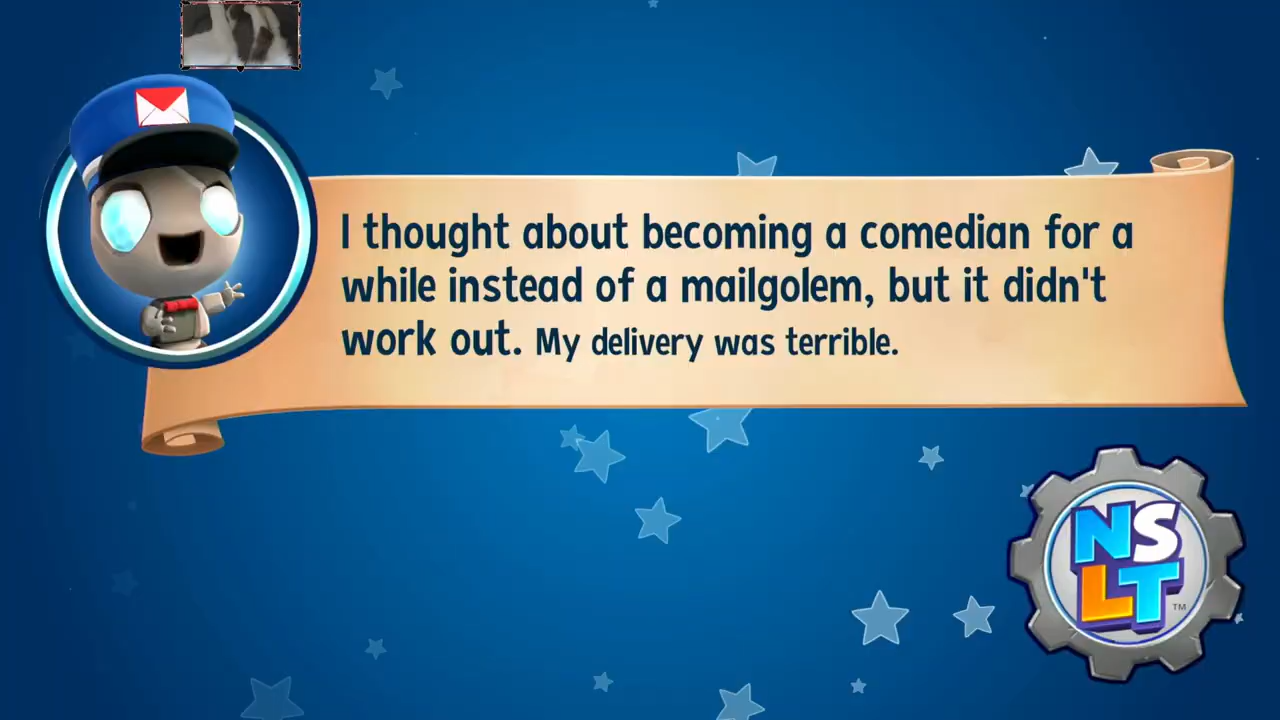 I thought about becoming a comedian for a
while instead of a mailgolem, but it didn't
work out. My delivery was terrible.
NS
LT
TM